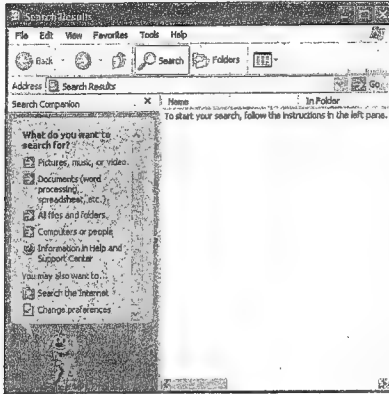 Search Results
File Edit View Favorites Tools Help
Back Search Folders
Address Search Results Go
Search Companion × Name In Folder
To start your search, follow the instructions in the left pane.
What do you want to
search for?
Pictures, music, or video
Documents (word
processing,
spreadsheet, etc.)
All files and folders
Computers or people
Information in Help and
Support Center
You may also want to...
Search the Internet
Change preferences